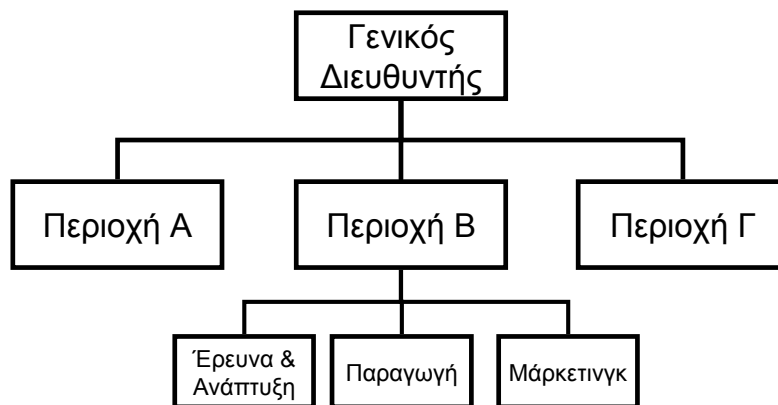 Γενικός
Διευθυντής
Περιοχή Α
Περιοχή Β
Περιοχή Γ
Έρευνα &
Ανάπτυξη
Παραγωγή
Μάρκετινγκ